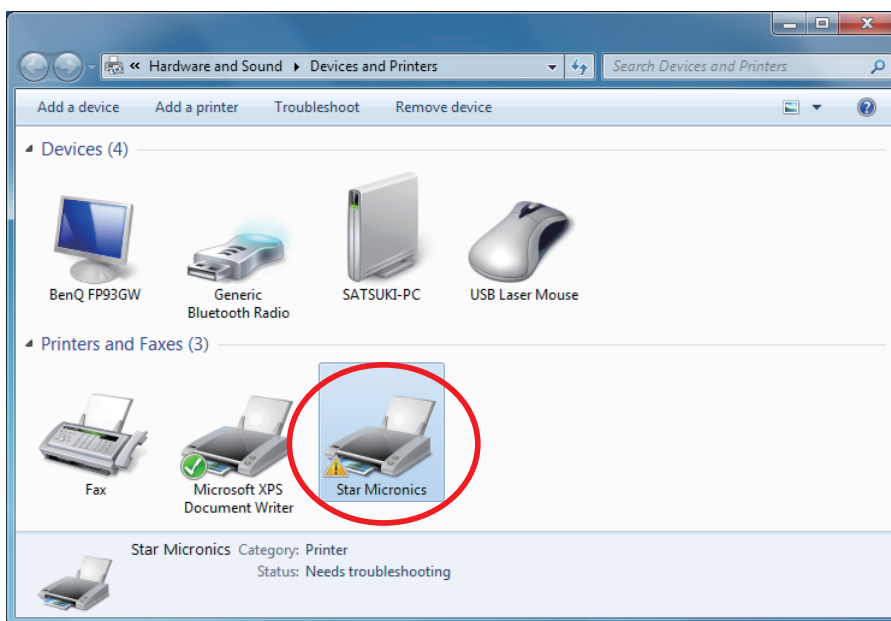 « Hardware and Sound ▸ Devices and Printers
Search Devices and Printers
Add a device Add a printer Troubleshoot Remove device
Devices (4)
BenQ FP93GW
Generic
Bluetooth Radio
SATSUKI-PC
USB Laser Mouse
Printers and Faxes (3)
Fax
Microsoft XPS
Document Writer
Star Micronics
Star Micronics Category: Printer
Status: Needs troubleshooting